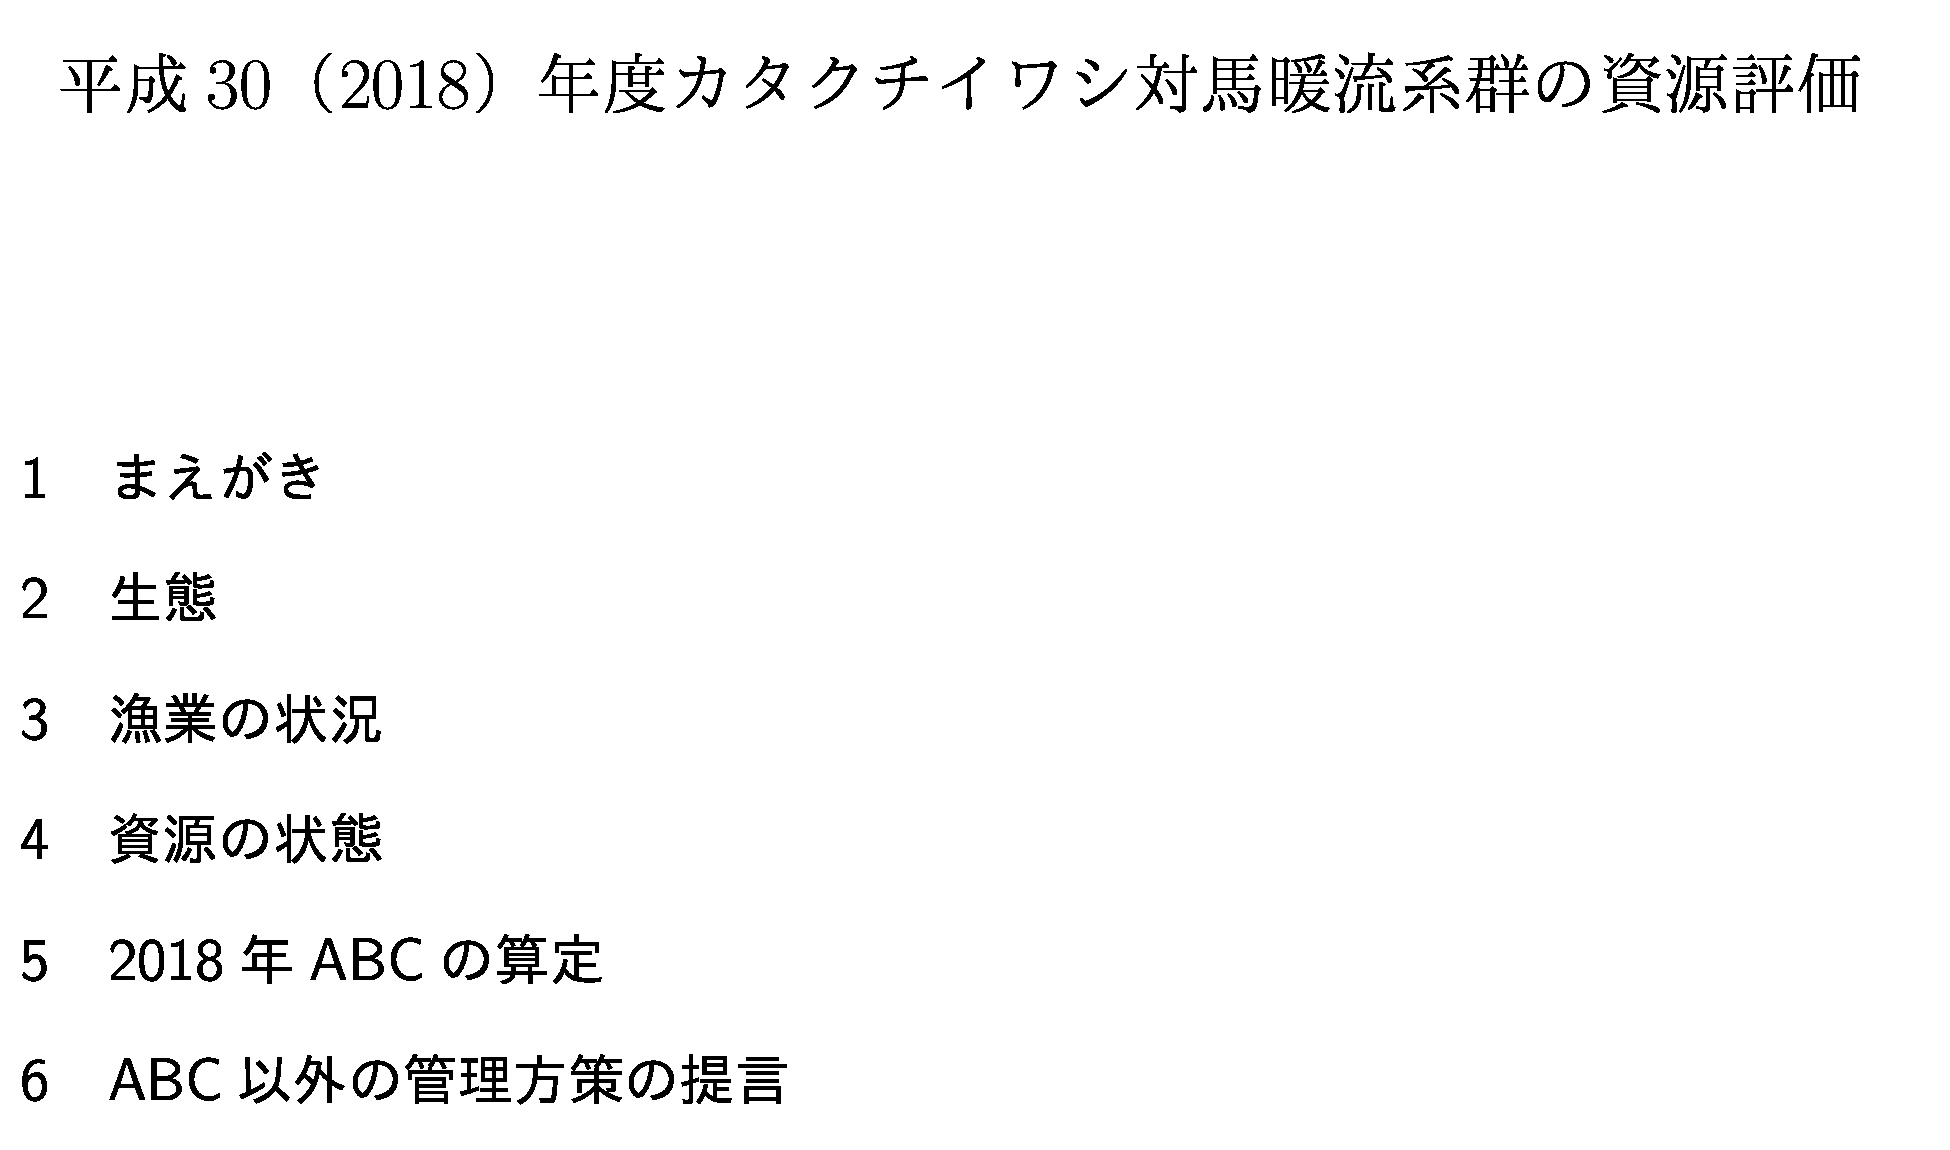 平成 30（2018）年度カタクチイワシ対馬暖流系群の資源評価
1 まえがき
2 生態
3 漁業の状況
4 資源の状態
5 2018 年 ABC の算定
6 ABC 以外の管理方策の提言